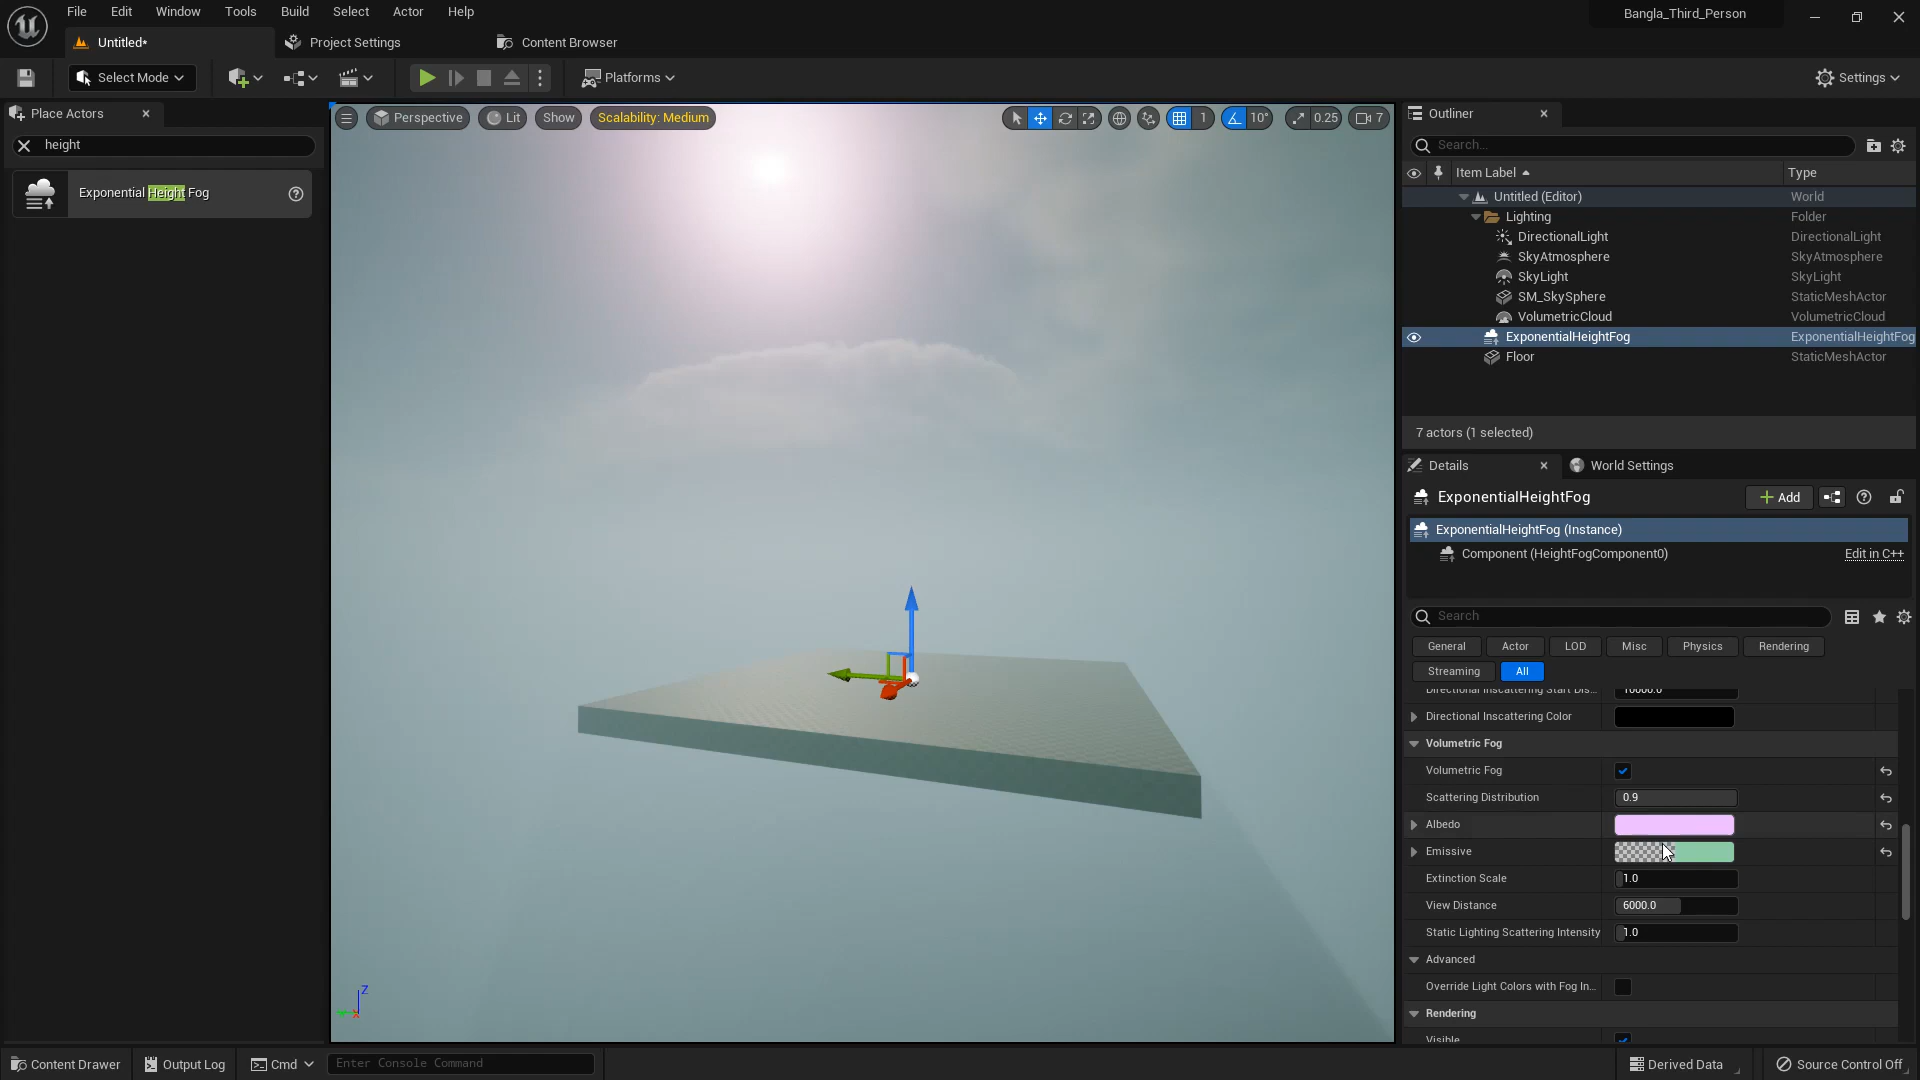 File Edit Window Tools Build Select Actor Help
Bangla_Third_Person
Untitled* Project Settings Content Browser
Select Mode Platforms Settings
Place Actors
height
Exponential Height Fog
Perspective Lit Show Scalability: Medium 1 10° 0.25 7
Outliner
Search...
Item Label Type
Untitled (Editor) World
Lighting Folder
DirectionalLight DirectionalLight
SkyAtmosphere SkyAtmosphere
SkyLight SkyLight
SM_SkySphere StaticMeshActor
VolumetricCloud VolumetricCloud
ExponentialHeightFog ExponentialHeightFog
Floor StaticMeshActor
7 actors (1 selected)
Details World Settings
ExponentialHeightFog Add
ExponentialHeightFog (Instance)
Component (HeightFogComponent0) Edit in C++
Search
General Actor LOD Misc Physics Rendering
Streaming All
Directional Inscattering Start Dis... 10000.0
Directional Inscattering Color
Volumetric Fog
Volumetric Fog
Scattering Distribution 0.9
Albedo
Emissive
Extinction Scale 1.0
View Distance 6000.0
Static Lighting Scattering Intensity 1.0
Advanced
Override Light Colors with Fog In...
Rendering
Visible
Z
Content Drawer Output Log Cmd Enter Console Command Derived Data Source Control Off